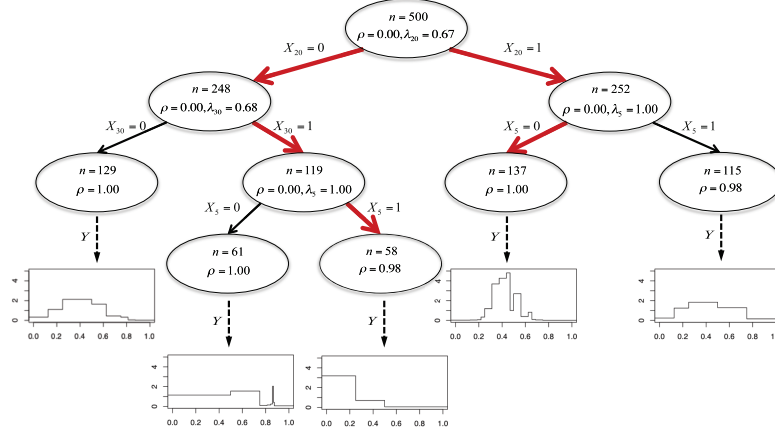 n = 500
ρ = 0.00, λ₂₀ = 0.67
X₂₀ = 0
X₂₀ = 1
n = 248
ρ = 0.00, λ₃₀ = 0.68
n = 252
ρ = 0.00, λ₅ = 1.00
X₃₀ = 0
X₃₀ = 1
X₅ = 0
X₅ = 1
n = 129
ρ = 1.00
n = 119
ρ = 0.00, λ₅ = 1.00
n = 137
ρ = 1.00
n = 115
ρ = 0.98
X₅ = 0
X₅ = 1
Y
n = 61
ρ = 1.00
n = 58
ρ = 0.98
Y
Y
4
2
0
0.0 0.2 0.4 0.6 0.8 1.0
4
2
0
0.0 0.2 0.4 0.6 0.8 1.0
4
2
0
0.0 0.2 0.4 0.6 0.8 1.0
Y
Y
4
2
0
0.0 0.2 0.4 0.6 0.8 1.0
4
2
0
0.0 0.2 0.4 0.6 0.8 1.0